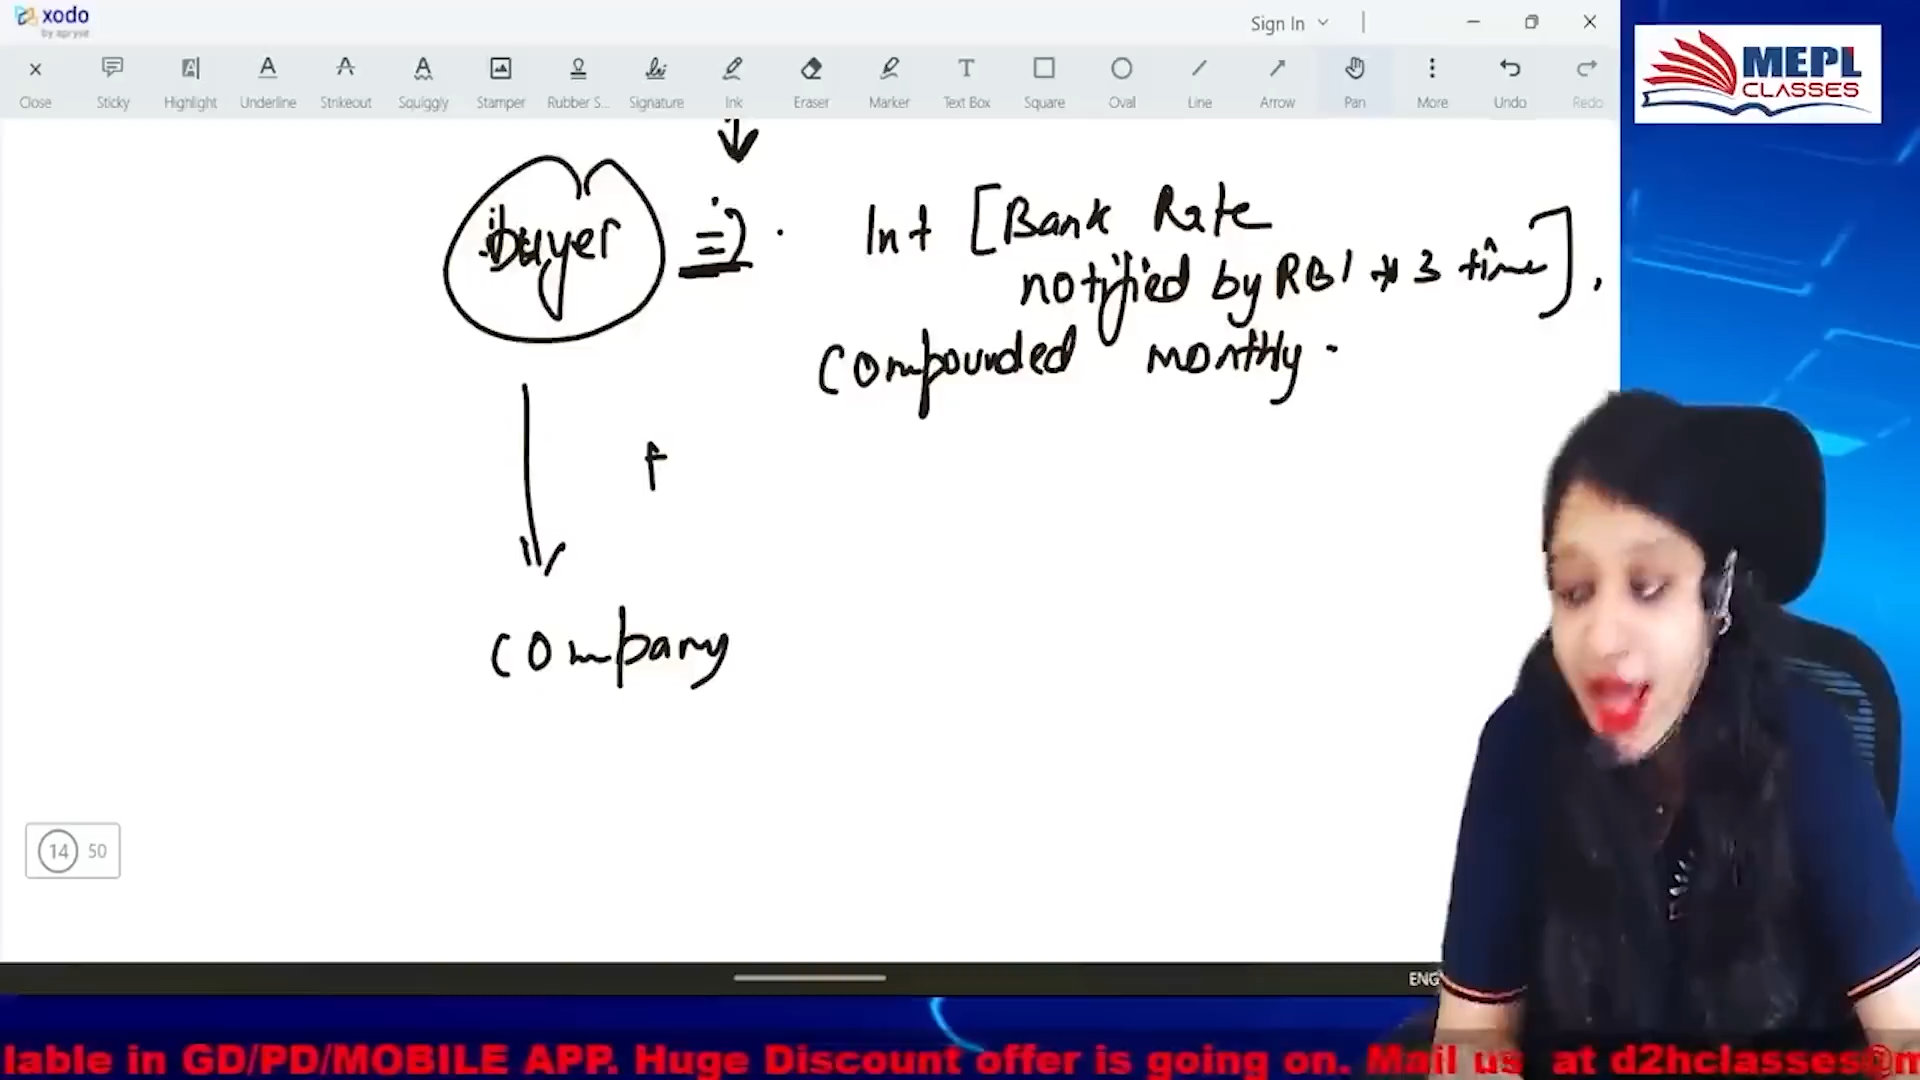 xodo
by apryse
Sign In
Close Sticky Highlight Underline Strikeout Squiggly Stamper Rubber S... Signature Ink Eraser Marker Text Box Square Oval Line Arrow Pan More Undo Redo
MEPL
CLASSES
buyer => Int [Bank Rate
notified by RBI * 3 time].
compounded monthly.
company
14 50
ENG
lable in GD/PD/MOBILE APP. Huge Discount offer is going on. Mail us at d2hclasses@m